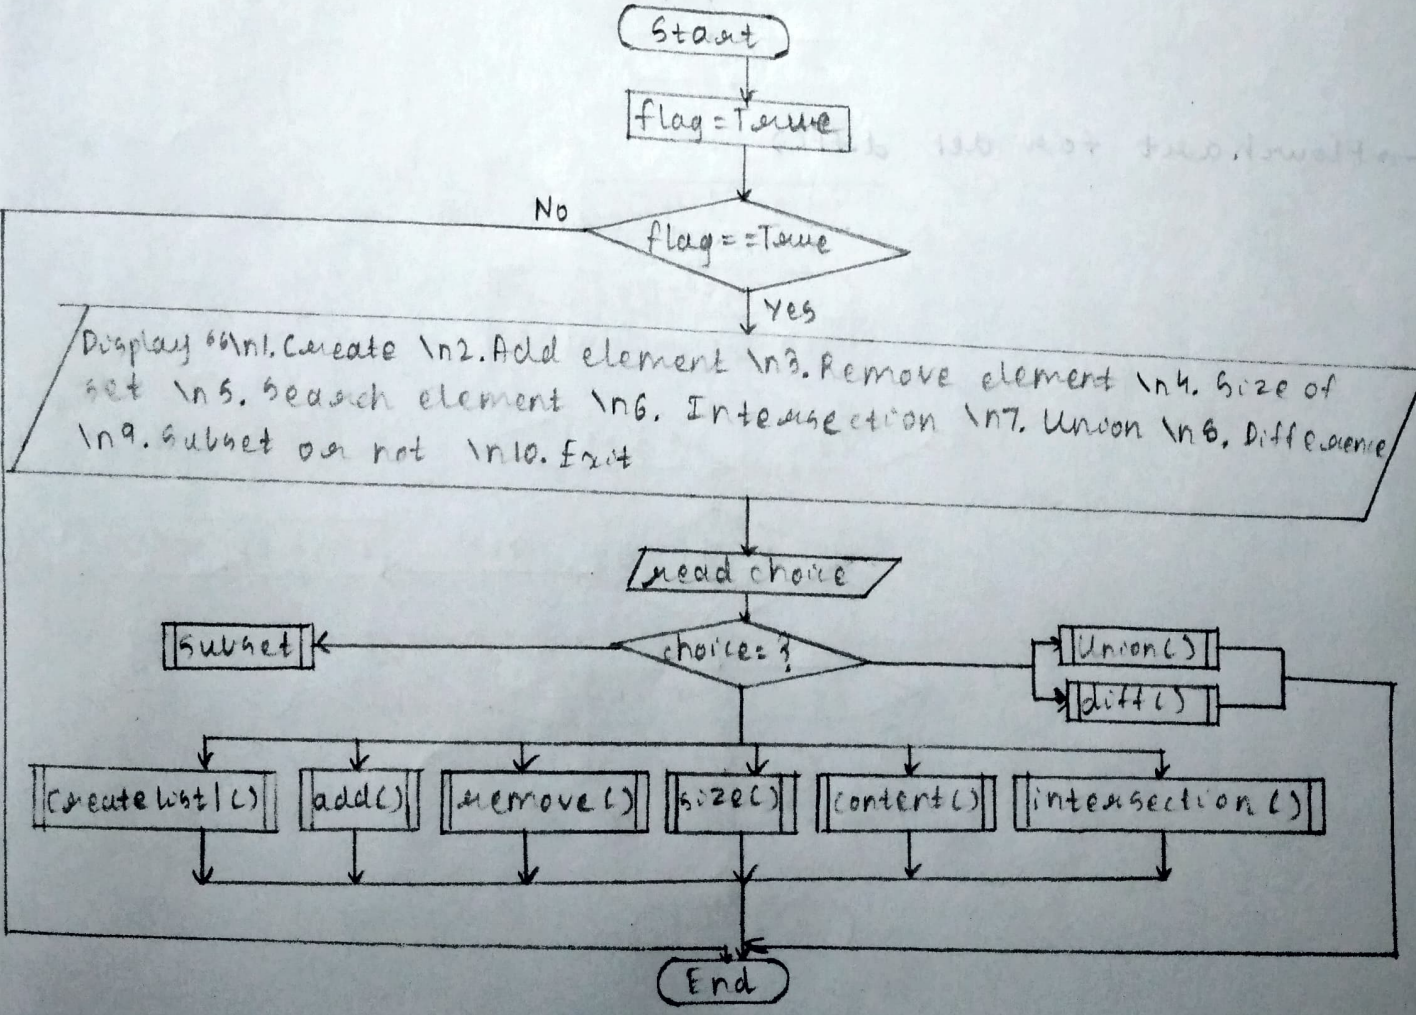 Start
flag=True
flag==True
No
Yes
Display "\n1.Create \n2.Add element \n3.Remove element \n4. Size of
set \n5. Search element \n6. Intersection \n7. Union \n8. Difference
\n9. Subset or not \n10. Exit
read choice
choice=?
subset
Union()
diff()
createlist1()
add()
remove()
size()
content()
intersection()
End